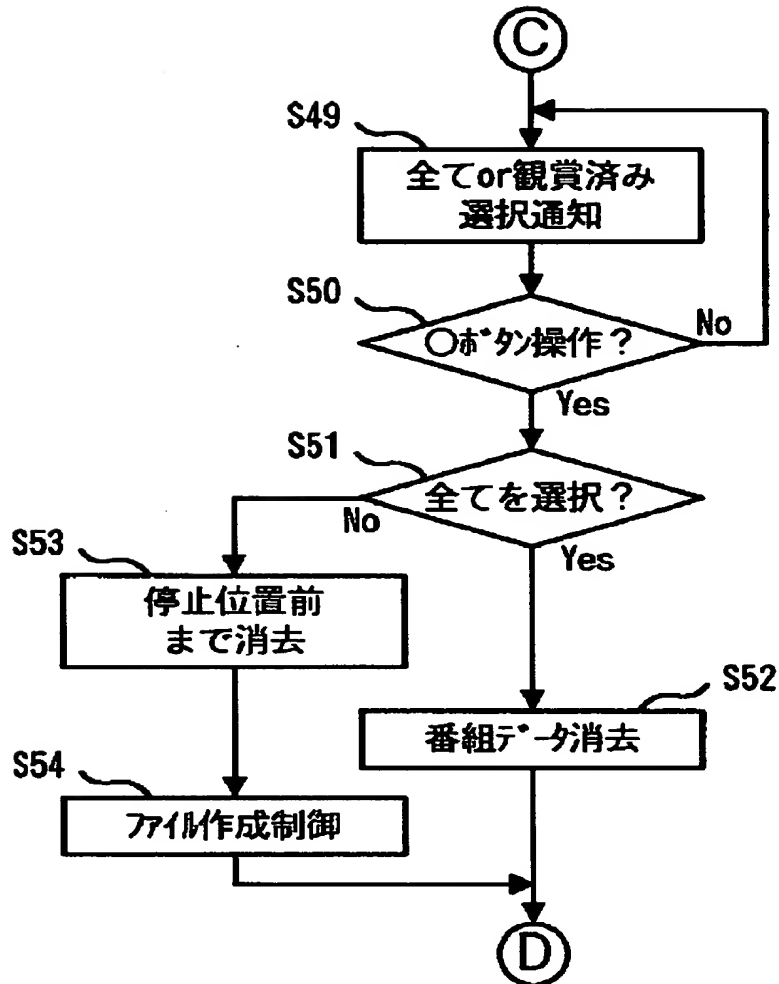 C
S49
全てor観賞済み
選択通知
S50
○ﾎﾞﾀﾝ操作?
No
Yes
S51
全てを選択?
No
Yes
S53
停止位置前
まで消去
S52
番組ﾃﾞｰﾀ消去
S54
ﾌｧｲﾙ作成制御
D